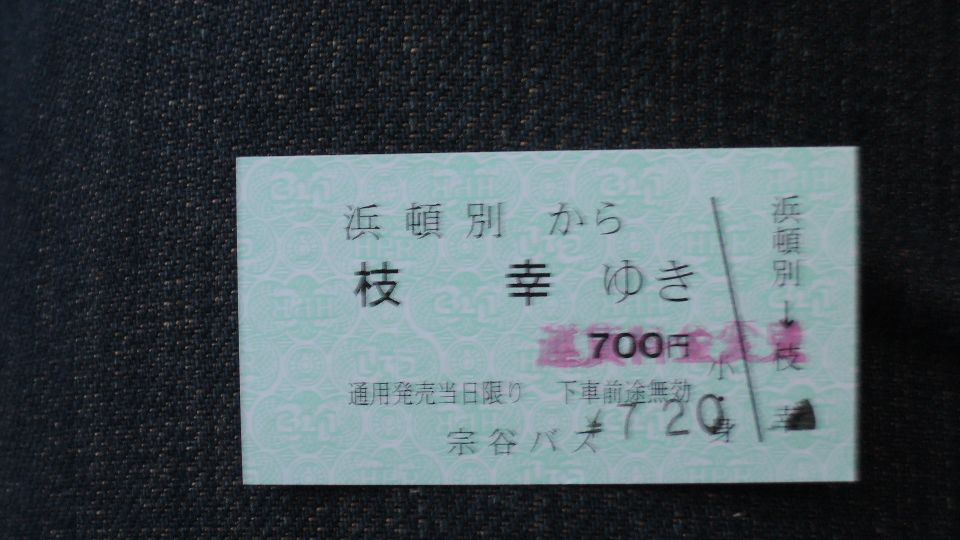 浜頓別 から
枝幸 ゆき
700円
通用発売当日限り 下車前途無効
¥720
宗谷バス
浜頓別→枝幸
小・身